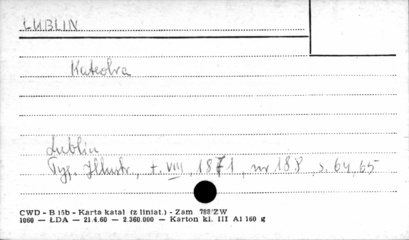 LUBLIN
Katedra
Lublin
Tyg. Illustr., t. VIII, 1871, nr 188, s. 64, 65
CWD - B 15b - Karta katal (z liniat.) - Zam 788/ZW
1000 — ŁDA — 21.4.60 — 2.360.000 — Karton kl. III A1 160 g